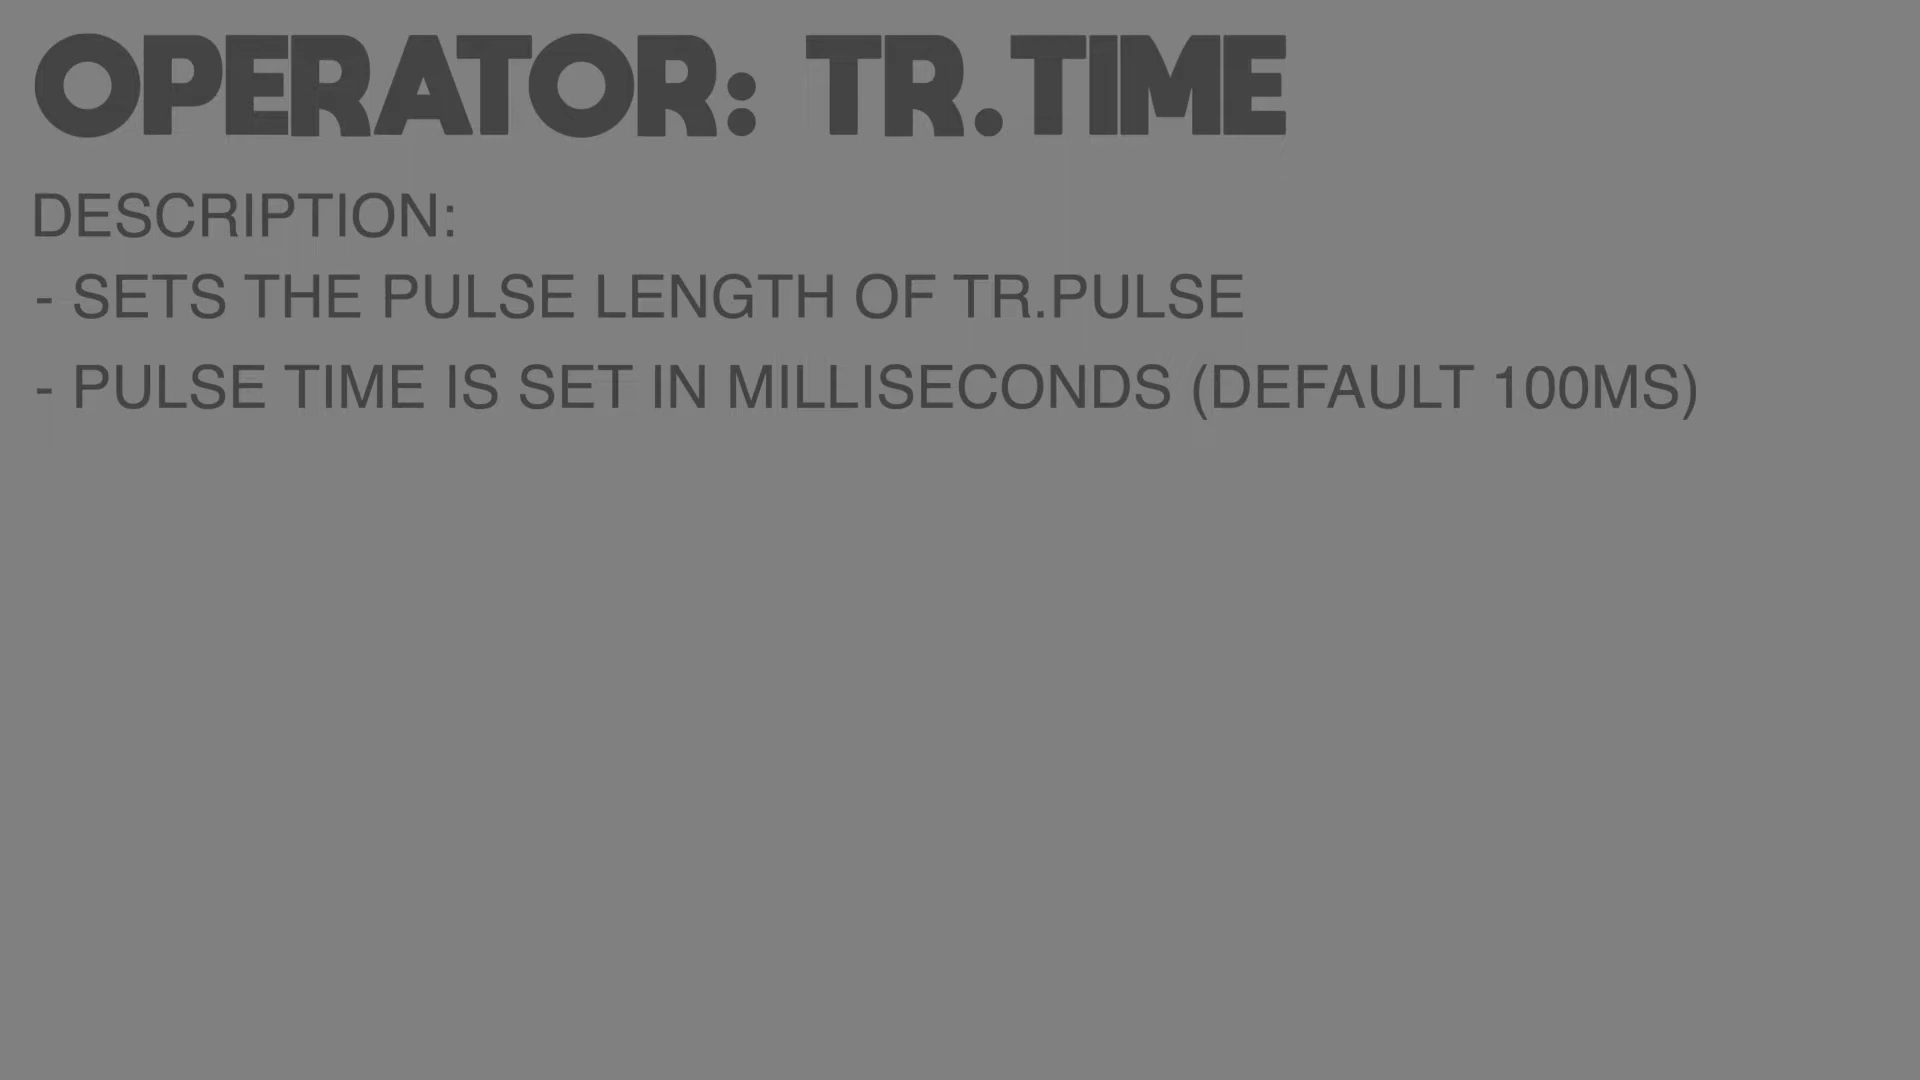 OPERATOR: TR.TIME
DESCRIPTION:
- SETS THE PULSE LENGTH OF TR.PULSE
- PULSE TIME IS SET IN MILLISECONDS (DEFAULT 100MS)